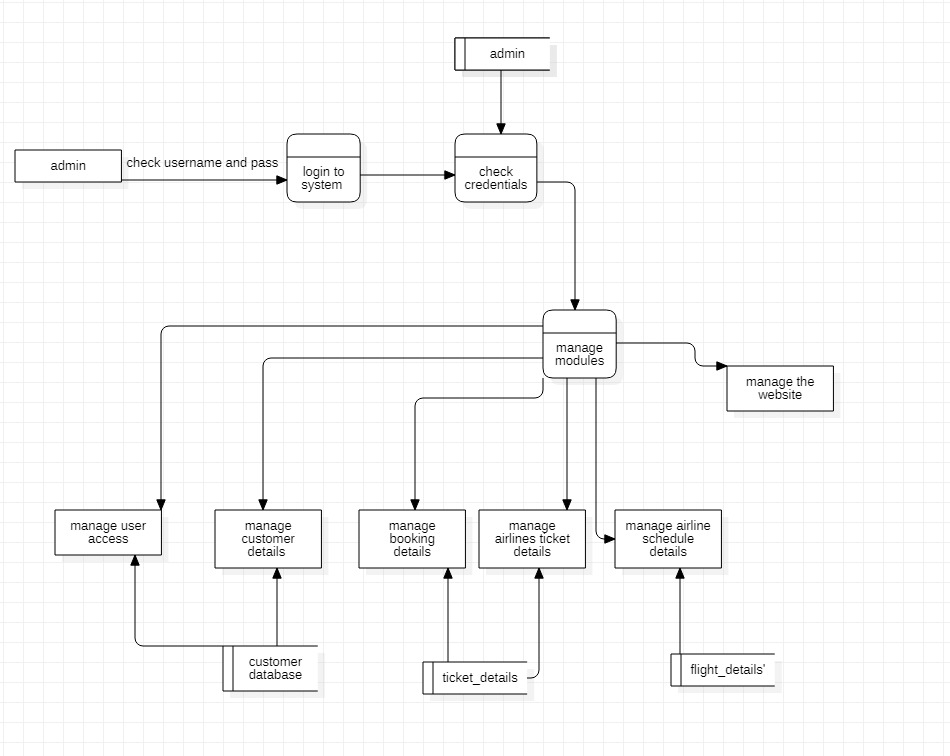 admin
admin
check username and pass
login to
system
check
credentials
manage
modules
manage the
website
manage user
access
manage
customer
details
manage
booking
details
manage
airlines ticket
details
manage airline
schedule
details
customer
database
ticket_details
flight_details'